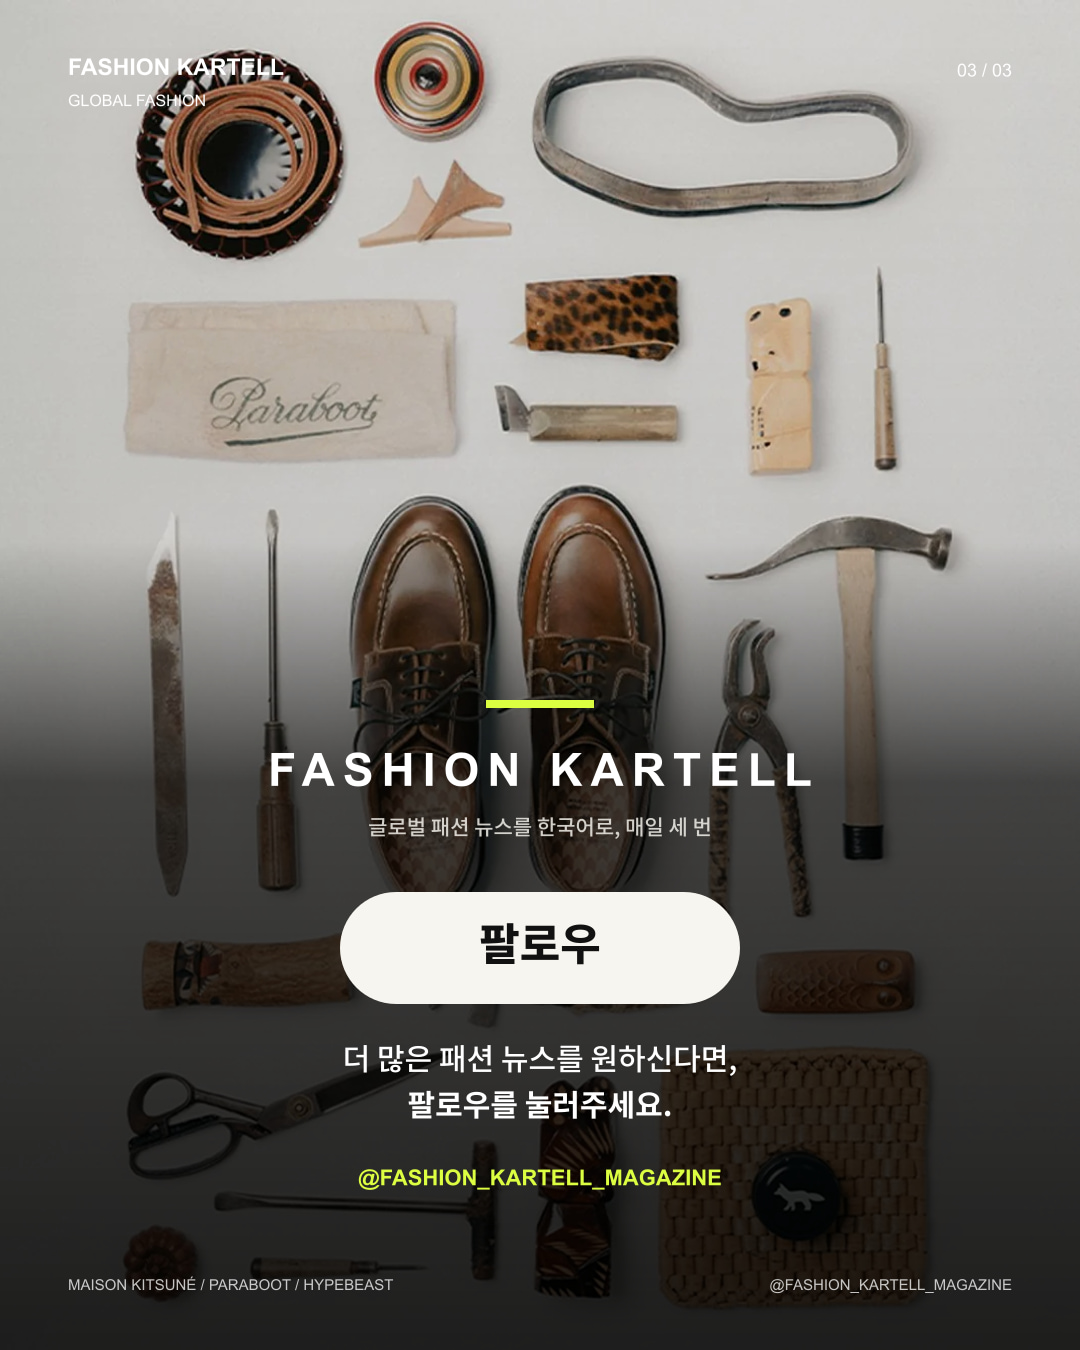 FASHION KARTELL
GLOBAL FASHION
03 / 03
Paraboot
FASHION KARTELL
글로벌 패션 뉴스를 한국어로, 매일 세 번
팔로우
더 많은 패션 뉴스를 원하신다면,
팔로우를 눌러주세요.
@FASHION_KARTELL_MAGAZINE
MAISON KITSUNÉ / PARABOOT / HYPEBEAST
@FASHION_KARTELL_MAGAZINE